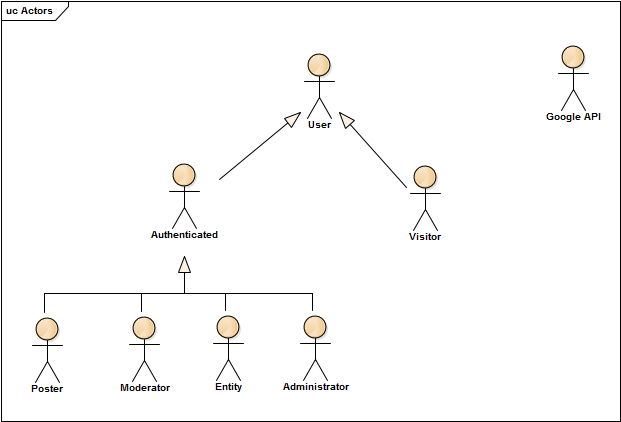 uc Actors
User
Google API
Authenticated
Visitor
Poster
Moderator
Entity
Administrator